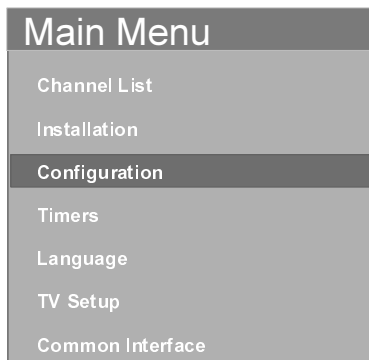 Main Menu
Channel List
Installation
Configuration
Timers
Language
TV Setup
Common Interface